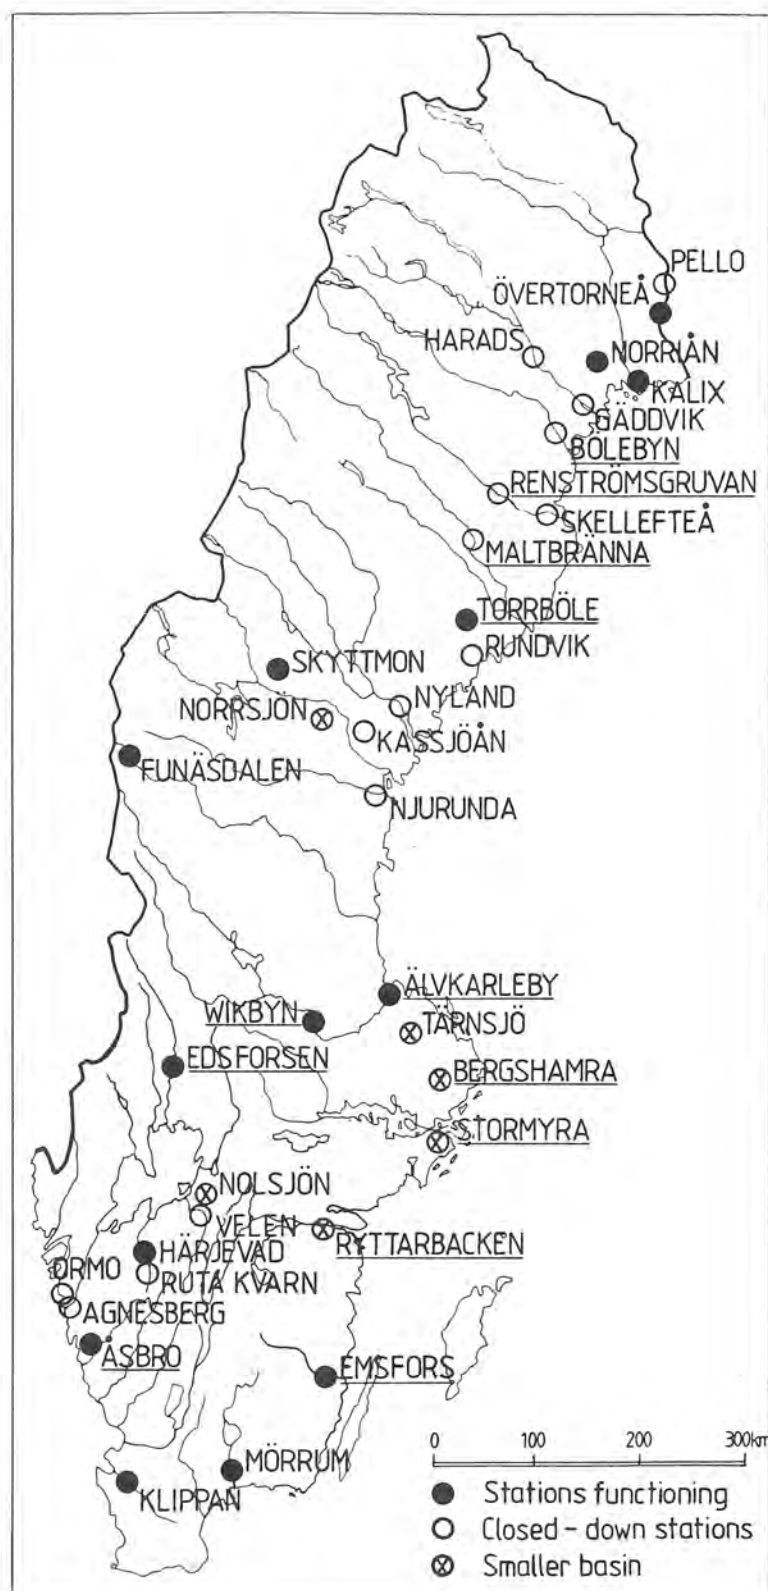 PELLO
ÖVERTORNEÅ
HARADS
NORRIÅN
KALIX
GÄDDVIK
BÖLEBYN
RENSTRÖMSGRUVAN
SKELLEFTEÅ
MALTBRÄNNA
TORRBÖLE
RUNDVIK
SKYTTMON
NYLAND
NORRSJÖN
KASSJÖÅN
FUNÄSDALEN
NJURUNDA
ÄLVKARLEBY
WIKBYN
TÄRNSJÖ
EDSFORSEN
BERGSHAMRA
STORMYRA
NOLSJÖN
VELEN
RYTTARBACKEN
HÄRJEVAD
ORMO
RUTA KVARN
AGNESBERG
ÅSBRO
EMSFORS
MÖRRUM
KLIPPAN
0 100 200 300km
Stations functioning
Closed-down stations
Smaller basin